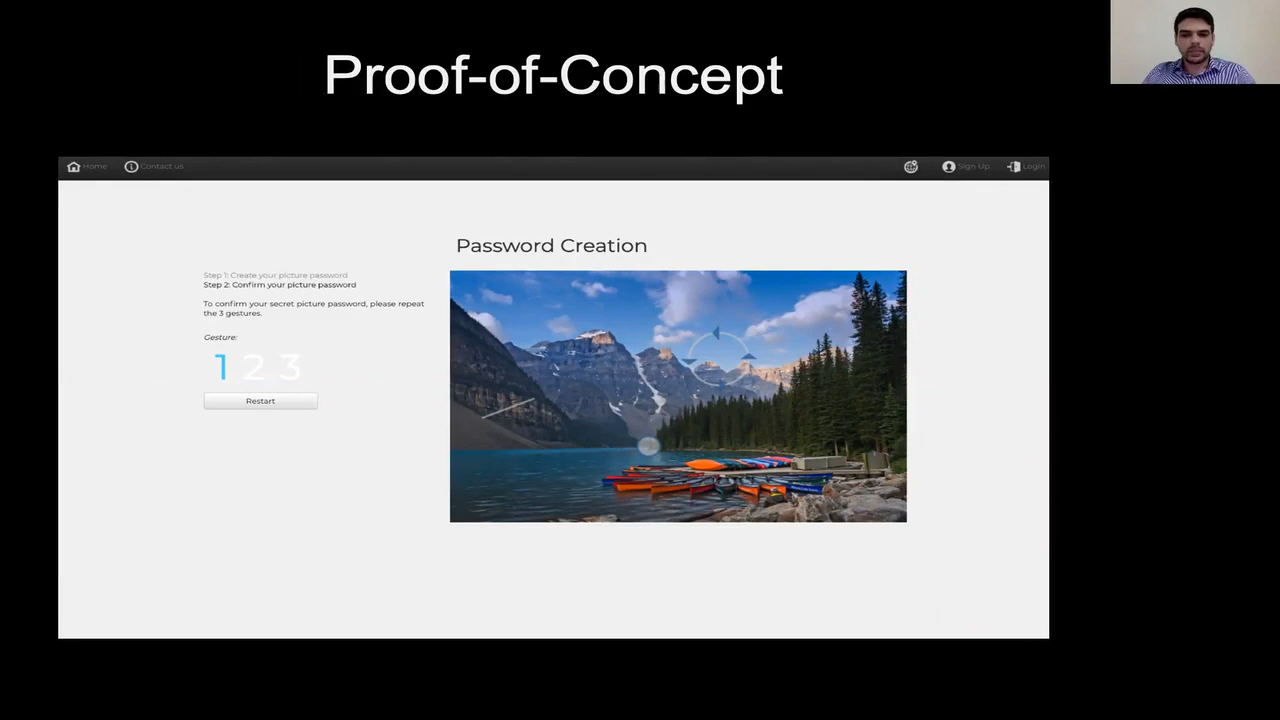 Proof-of-Concept
Home Contact us Sign Up Login
Password Creation
Step 1: Create your picture password
Step 2: Confirm your picture password
To confirm your secret picture password, please repeat
the 3 gestures.
Gesture:
1 2 3
Restart